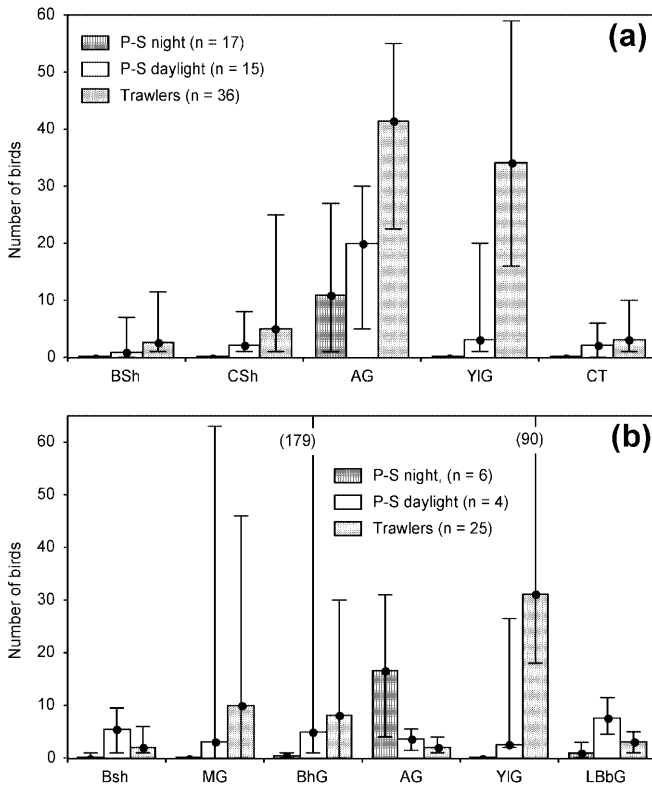 60
50
40
30
20
10
0
Number of birds
(a)
P-S night (n = 17)
P-S daylight (n = 15)
Trawlers (n = 36)
BSh CSh AG YlG CT
60
50
40
30
20
10
0
Number of birds
(179) (90) (b)
P-S night, (n = 6)
P-S daylight (n = 4)
Trawlers (n = 25)
Bsh MG BhG AG YlG LBbG